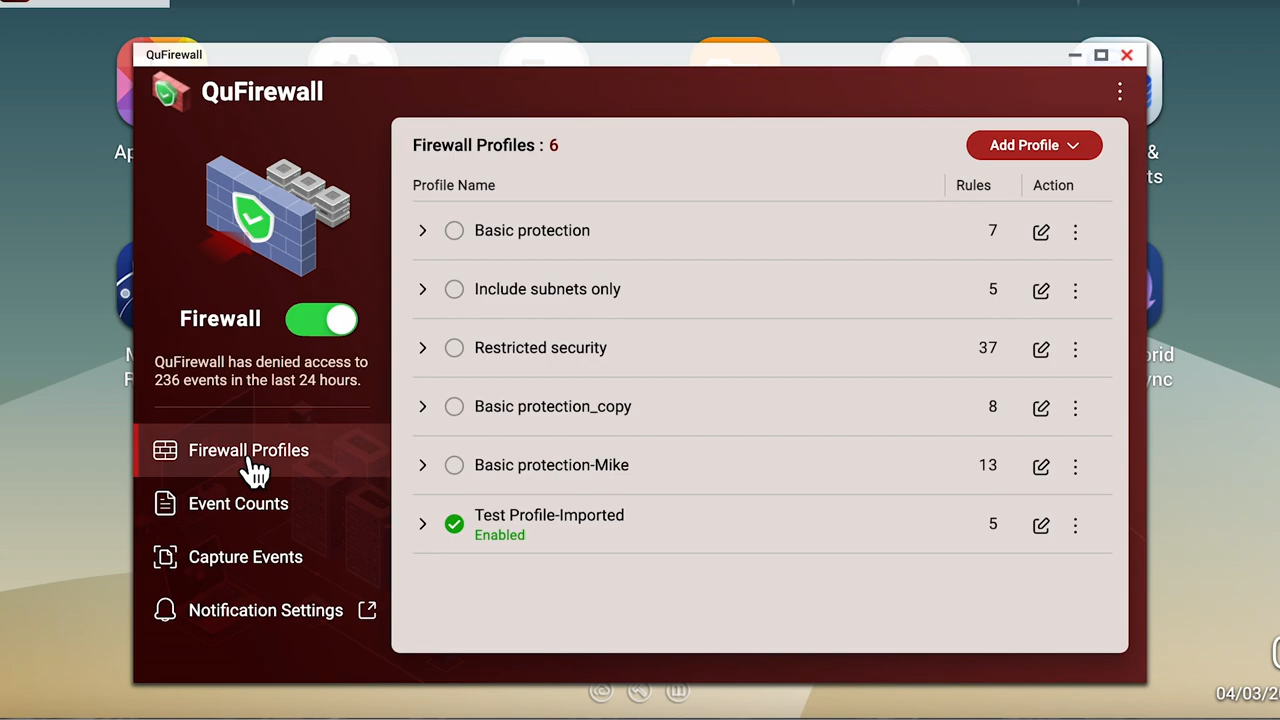 QuFirewall
QuFirewall
Firewall
QuFirewall has denied access to
236 events in the last 24 hours.
Firewall Profiles
Event Counts
Capture Events
Notification Settings
Firewall Profiles : 6
Add Profile
Profile Name Rules Action
Basic protection 7
Include subnets only 5
Restricted security 37
Basic protection_copy 8
Basic protection-Mike 13
Test Profile-Imported 5
Enabled
&